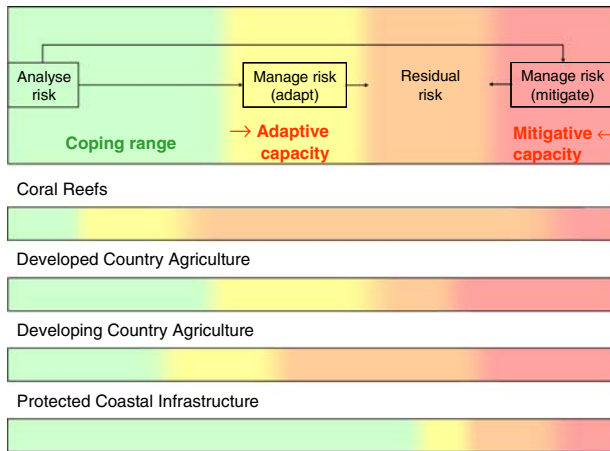 Analyse
risk
Manage risk
(adapt)
Residual
risk
Manage risk
(mitigate)
Coping range
→ Adaptive
capacity
Mitigative ←
capacity
Coral Reefs
Developed Country Agriculture
Developing Country Agriculture
Protected Coastal Infrastructure